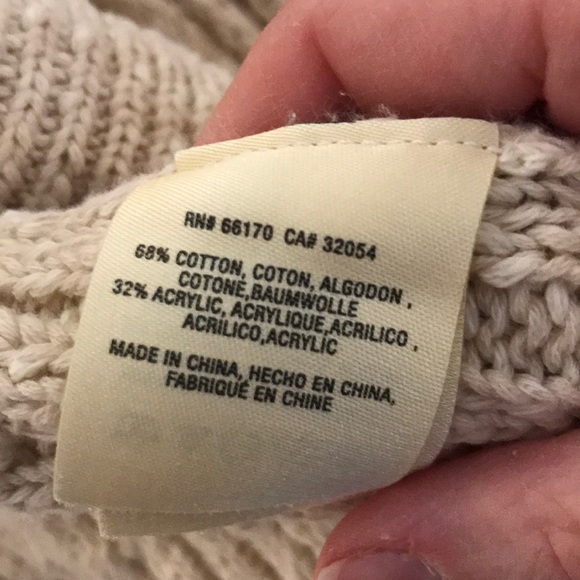 RN# 66170 CA# 32054
68% COTTON, COTON, ALGODON,
COTONE,BAUMWOLLE
32% ACRYLIC, ACRYLIQUE,ACRILICO,
ACRILICO,ACRYLIC
MADE IN CHINA, HECHO EN CHINA,
FABRIQUÉ EN CHINE